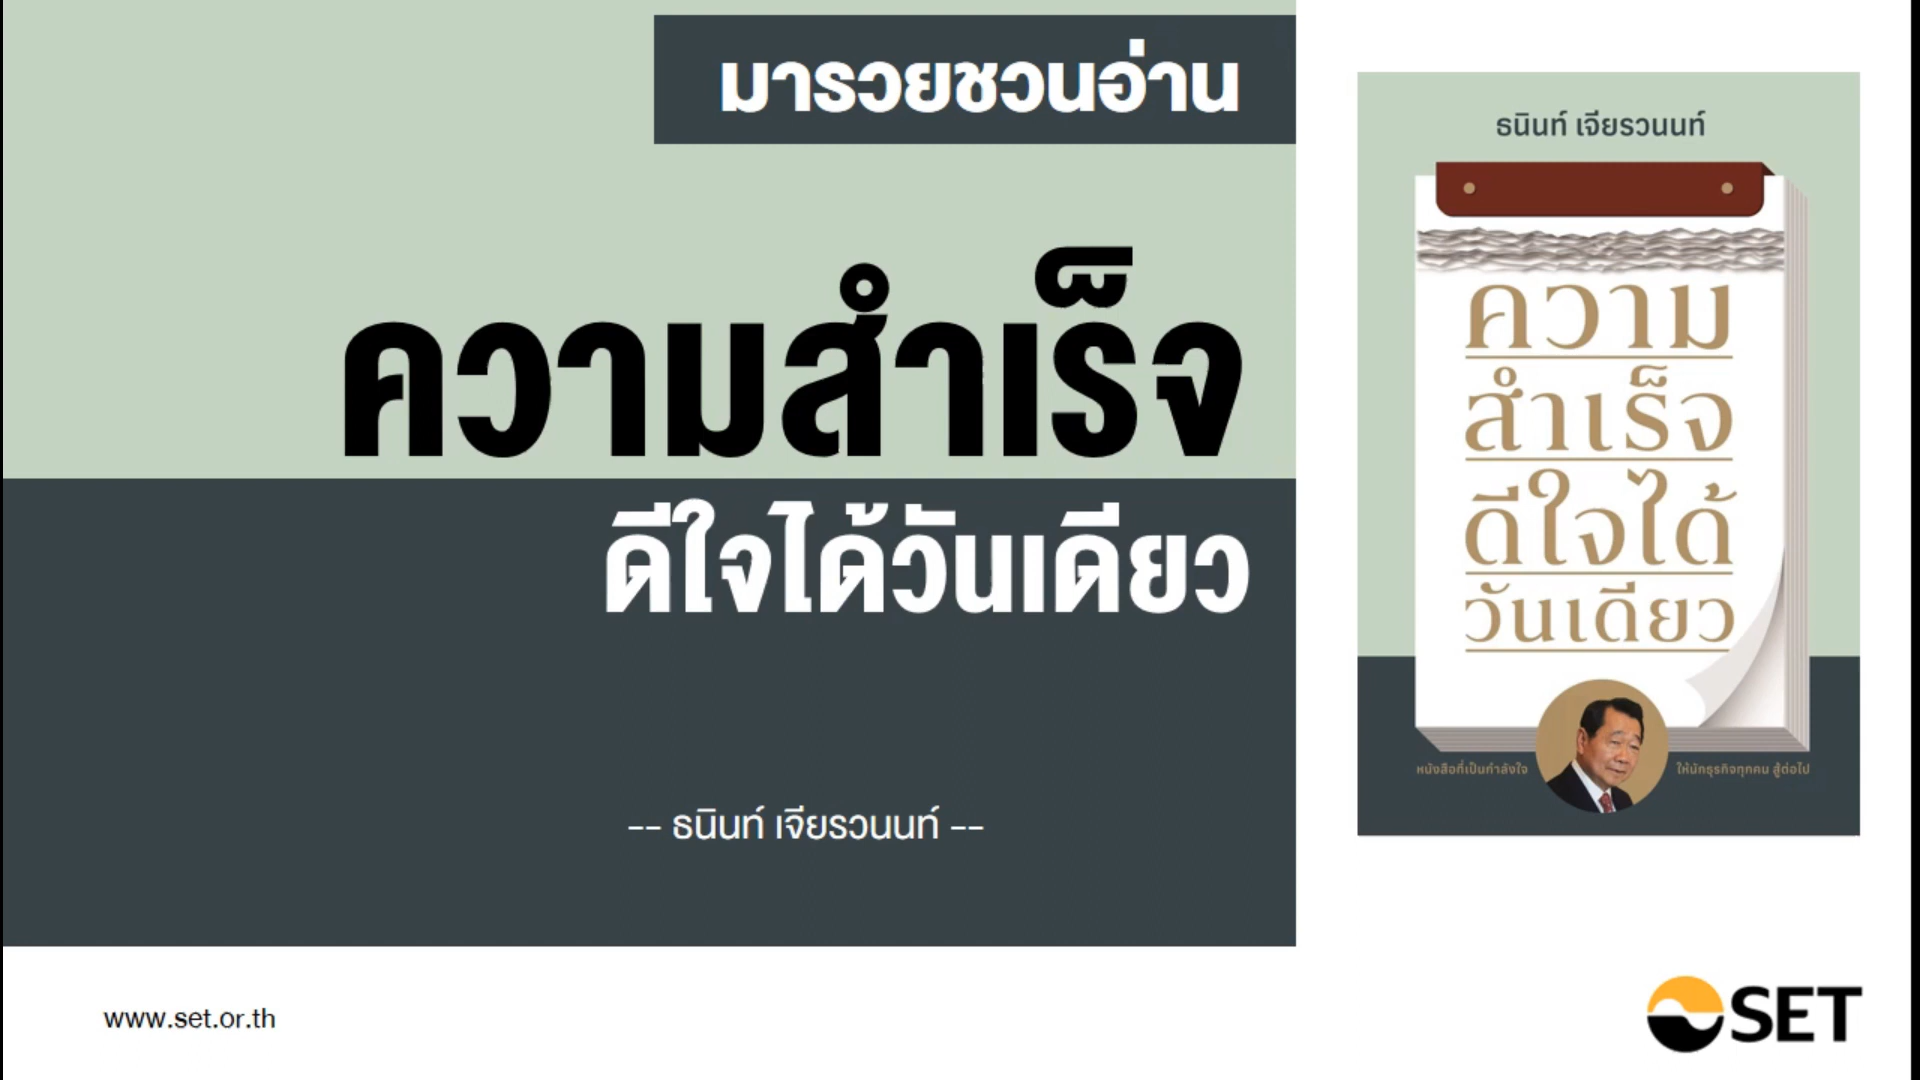 มารวยชวนอ่าน
ความสำเร็จ
ดีใจได้วันเดียว
-- ธนินท์ เจียรวนนท์ --
ธนินท์ เจียรวนนท์
ความ
สำเร็จ
ดีใจได้
วันเดียว
หนังสือที่เป็นกำลังใจ ให้นักธุรกิจทุกคน สู้ต่อไป
www.set.or.th
SET